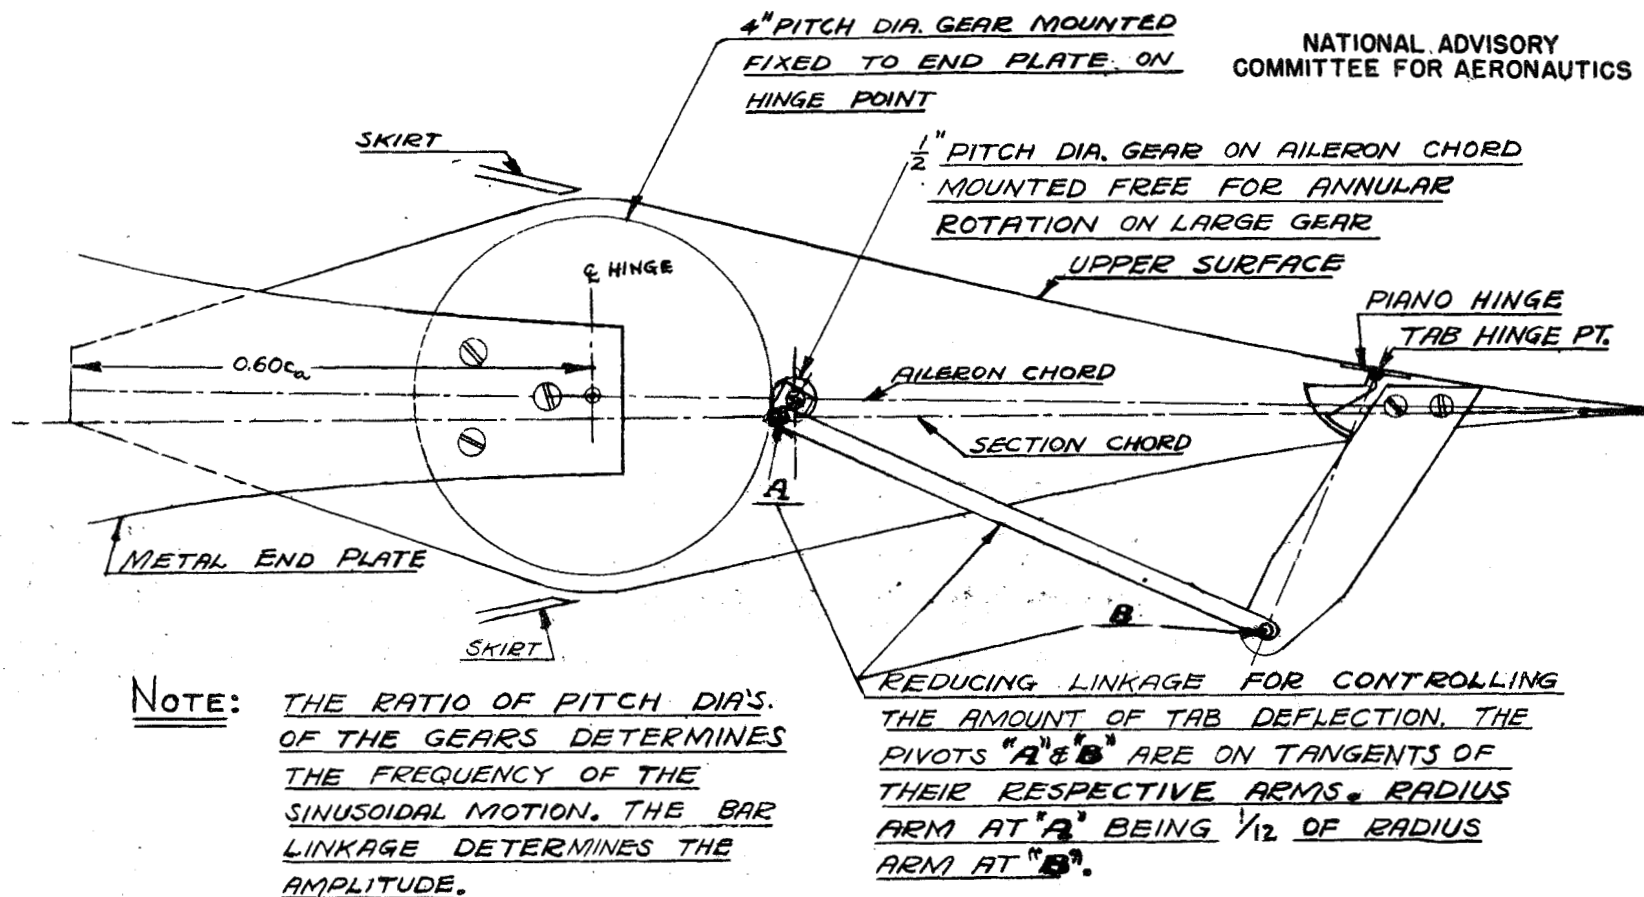 4" PITCH DIA. GEAR MOUNTED
FIXED TO END PLATE ON
HINGE POINT
NATIONAL ADVISORY
COMMITTEE FOR AERONAUTICS
SKIRT
1/2" PITCH DIA. GEAR ON AILERON CHORD
MOUNTED FREE FOR ANNULAR
ROTATION ON LARGE GEAR
℄ HINGE
UPPER SURFACE
PIANO HINGE
TAB HINGE PT.
0.60cₐ
AILERON CHORD
SECTION CHORD
A
METAL END PLATE
B
SKIRT
NOTE: THE RATIO OF PITCH DIA'S.
OF THE GEARS DETERMINES
THE FREQUENCY OF THE
SINUSOIDAL MOTION. THE BAR
LINKAGE DETERMINES THE
AMPLITUDE.
REDUCING LINKAGE FOR CONTROLLING
THE AMOUNT OF TAB DEFLECTION. THE
PIVOTS "A" & "B" ARE ON TANGENTS OF
THEIR RESPECTIVE ARMS. RADIUS
ARM AT "A" BEING 1/12 OF RADIUS
ARM AT "B".